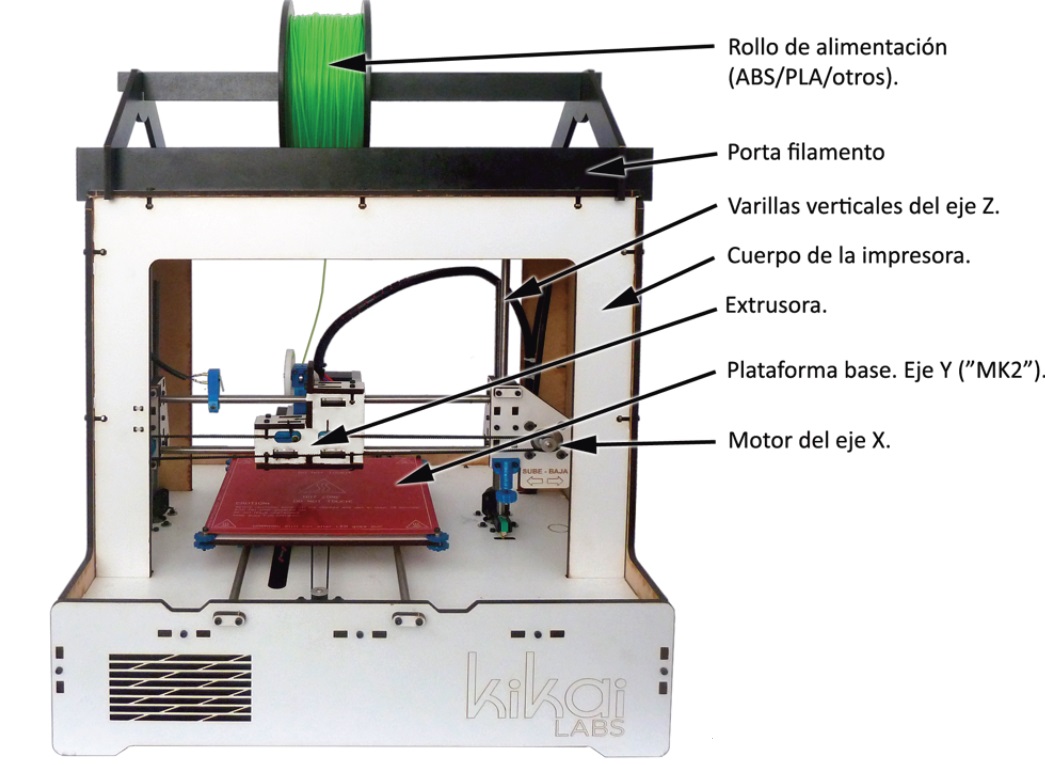 Rollo de alimentación
(ABS/PLA/otros).
Porta filamento
Varillas verticales del eje Z.
Cuerpo de la impresora.
Extrusora.
Plataforma base. Eje Y (”MK2”).
Motor del eje X.
SUBE - BAJA
kikai
LABS